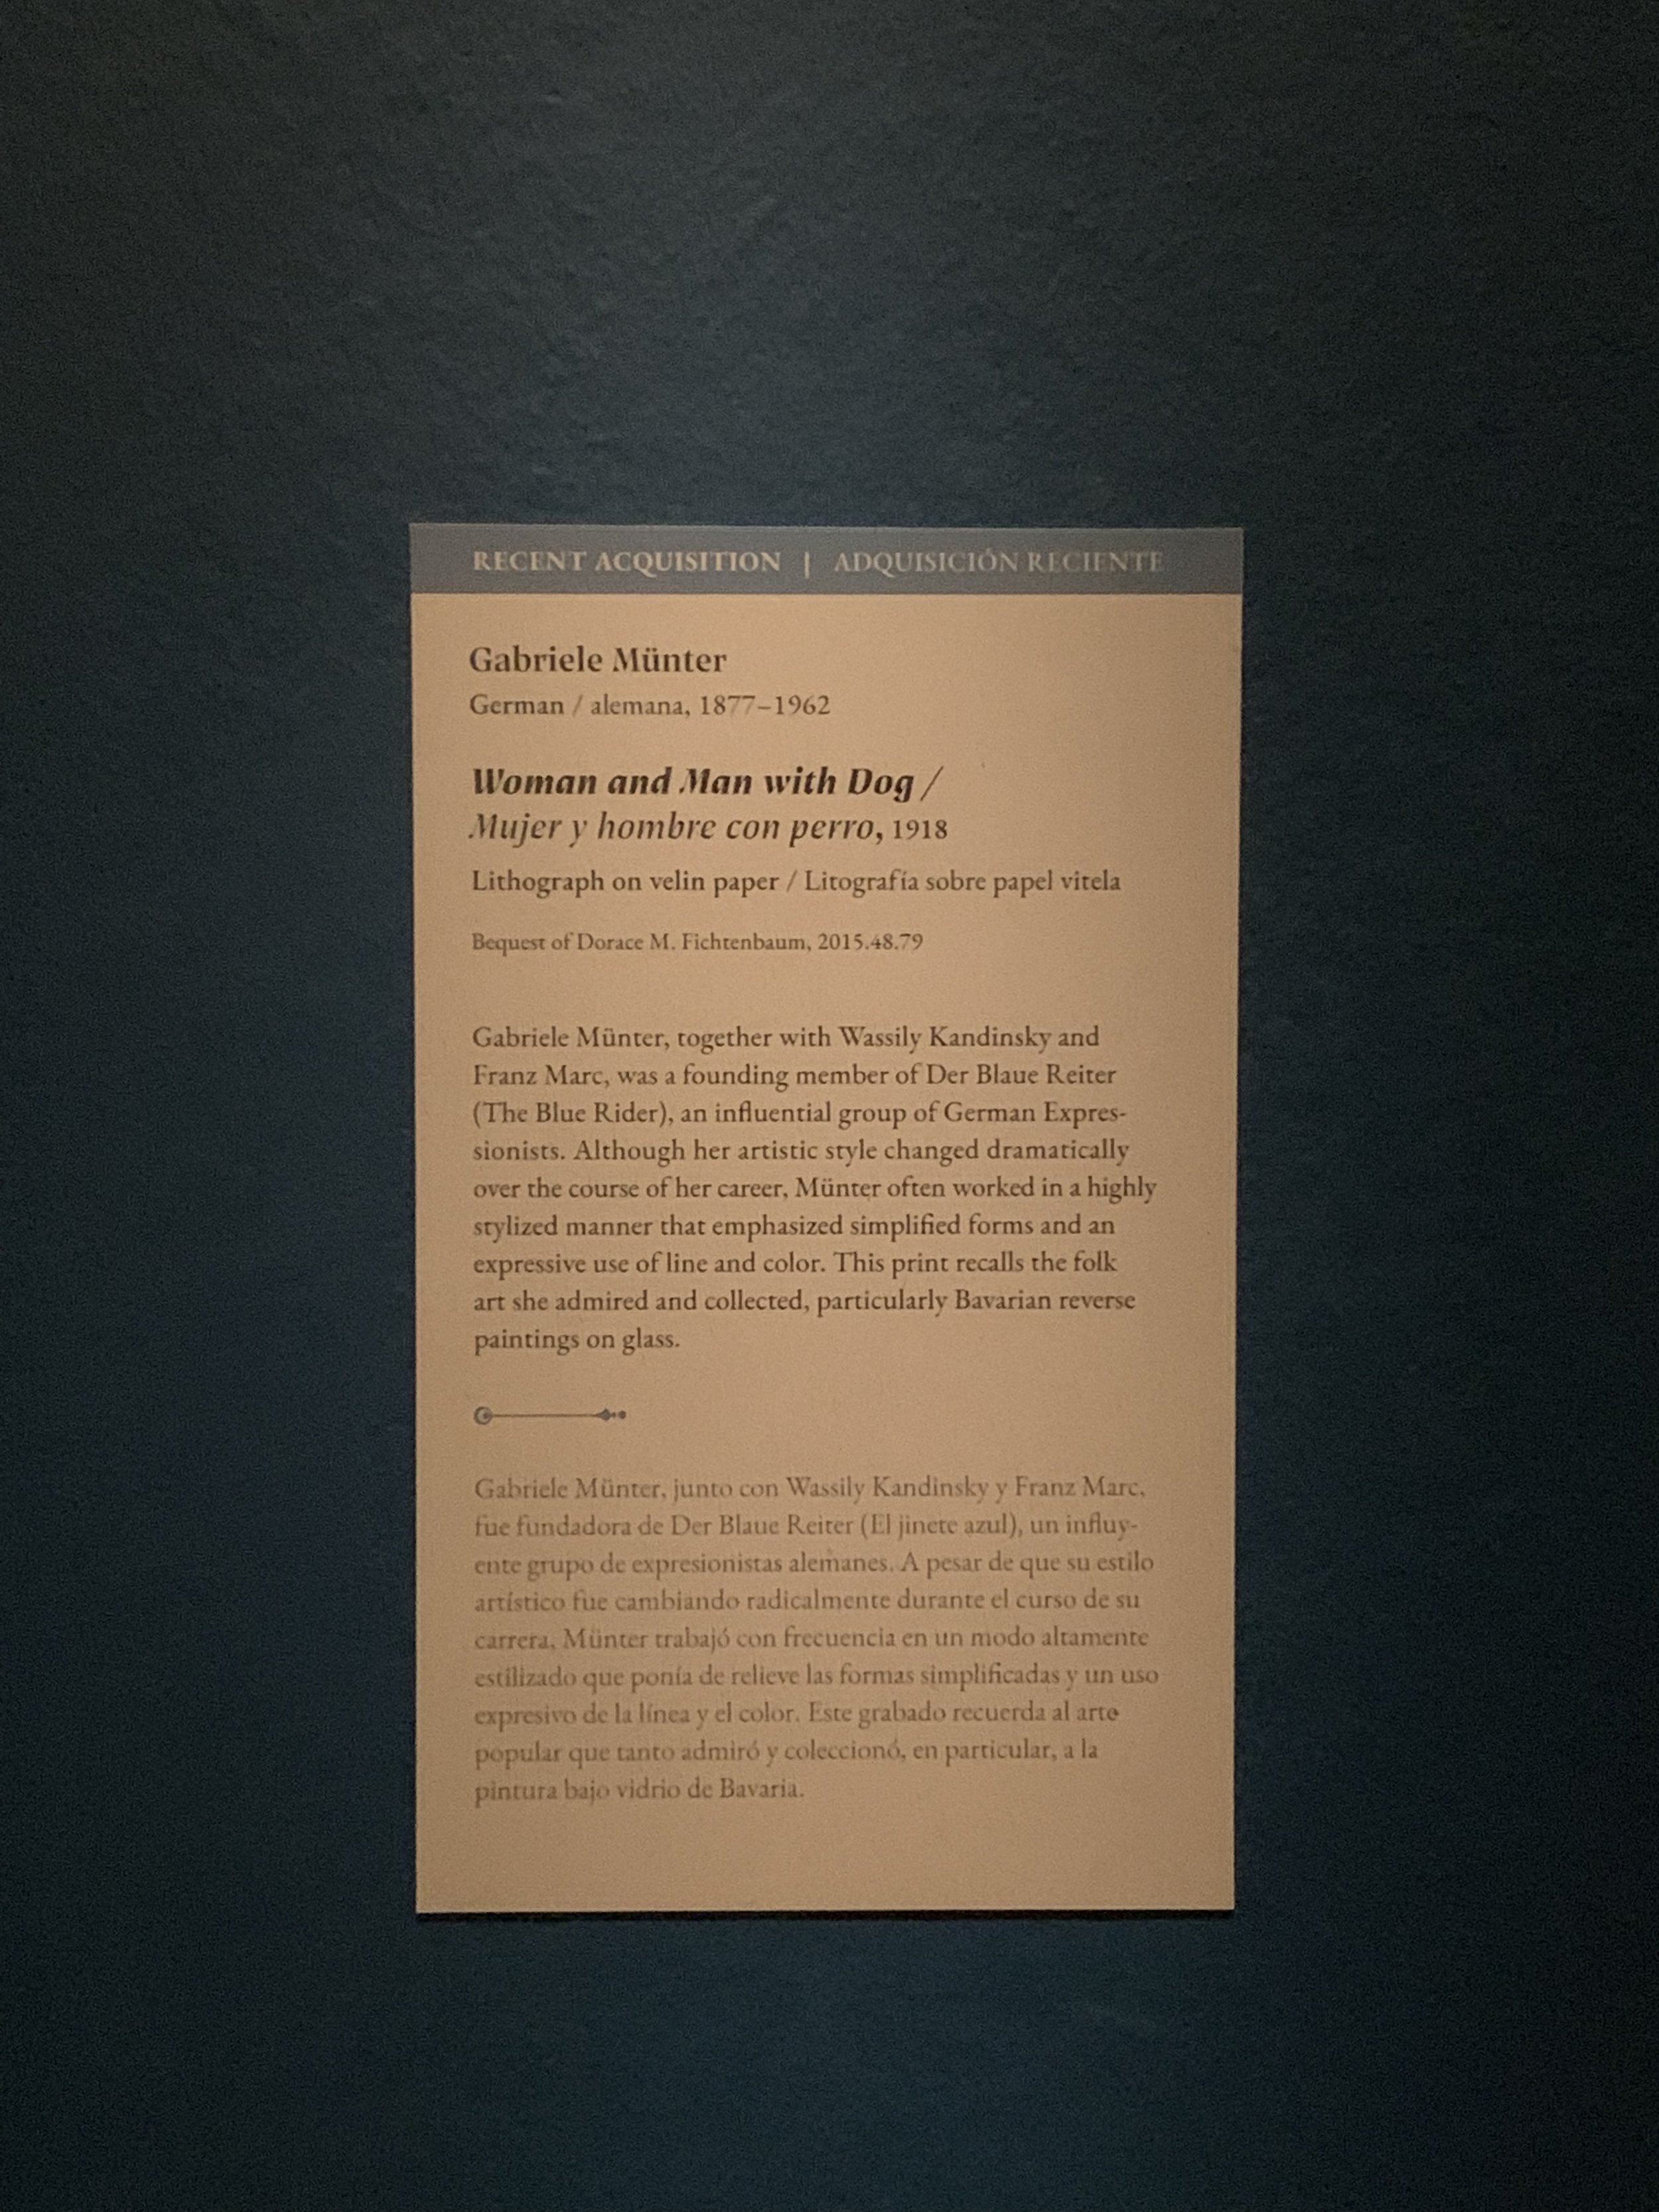 RECENT ACQUISITION | ADQUISICIÓN RECIENTE
Gabriele Münter
German / alemana, 1877–1962
Woman and Man with Dog /
Mujer y hombre con perro, 1918
Lithograph on velin paper / Litografía sobre papel vitela
Bequest of Dorace M. Fichtenbaum, 2015.48.79
Gabriele Münter, together with Wassily Kandinsky and
Franz Marc, was a founding member of Der Blaue Reiter
(The Blue Rider), an influential group of German Expres-
sionists. Although her artistic style changed dramatically
over the course of her career, Münter often worked in a highly
stylized manner that emphasized simplified forms and an
expressive use of line and color. This print recalls the folk
art she admired and collected, particularly Bavarian reverse
paintings on glass.
Gabriele Münter, junto con Wassily Kandinsky y Franz Marc,
fue fundadora de Der Blaue Reiter (El jinete azul), un influy-
ente grupo de expresionistas alemanes. A pesar de que su estilo
artístico fue cambiando radicalmente durante el curso de su
carrera, Münter trabajó con frecuencia en un modo altamente
estilizado que ponía de relieve las formas simplificadas y un uso
expresivo de la línea y el color. Este grabado recuerda al arte
popular que tanto admiró y coleccionó, en particular, a la
pintura bajo vidrio de Bavaria.